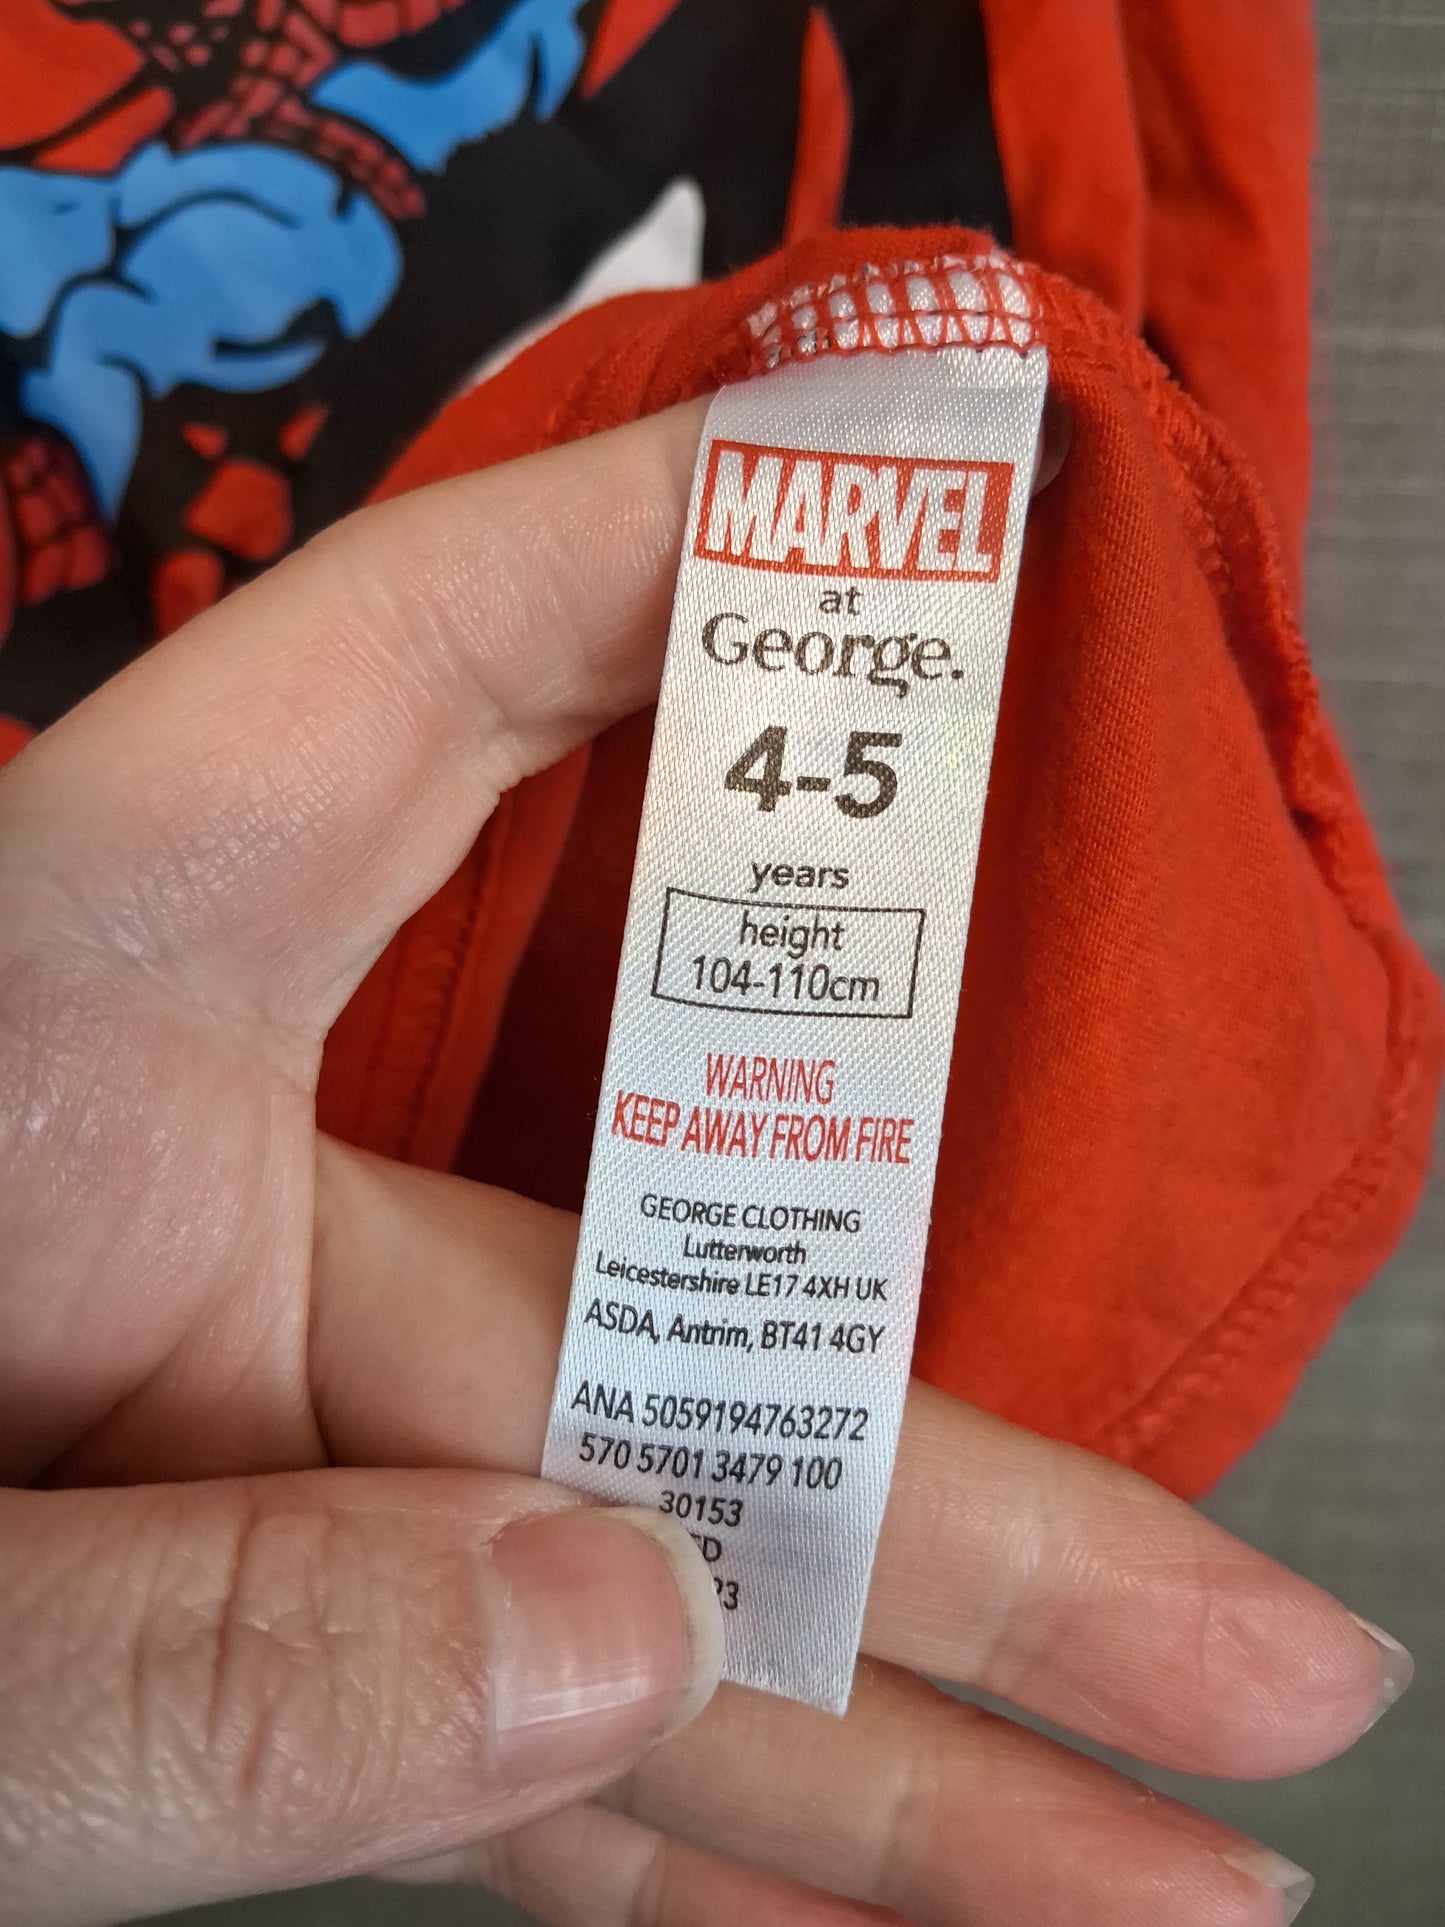 MARVEL
at
George.
4-5
years
height
104-110cm
WARNING
KEEP AWAY FROM FIRE
GEORGE CLOTHING
Lutterworth
Leicestershire LE17 4XH UK
ASDA, Antrim, BT41 4GY
ANA 5059194763272
570 5701 3479 100
30153